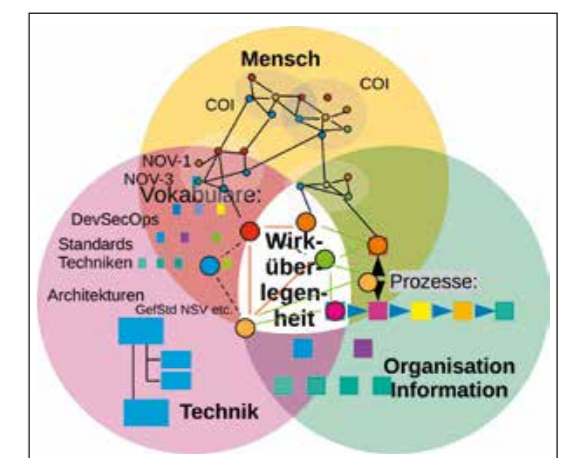 Mensch
COI
COI
NOV-1
NOV-3
Vokabulare:
DevSecOps
Standards
Techniken
Architekturen
GefStd NSV etc.
Wirk-
über-
legen-
heit
Prozesse:
Organisation
Information
Technik